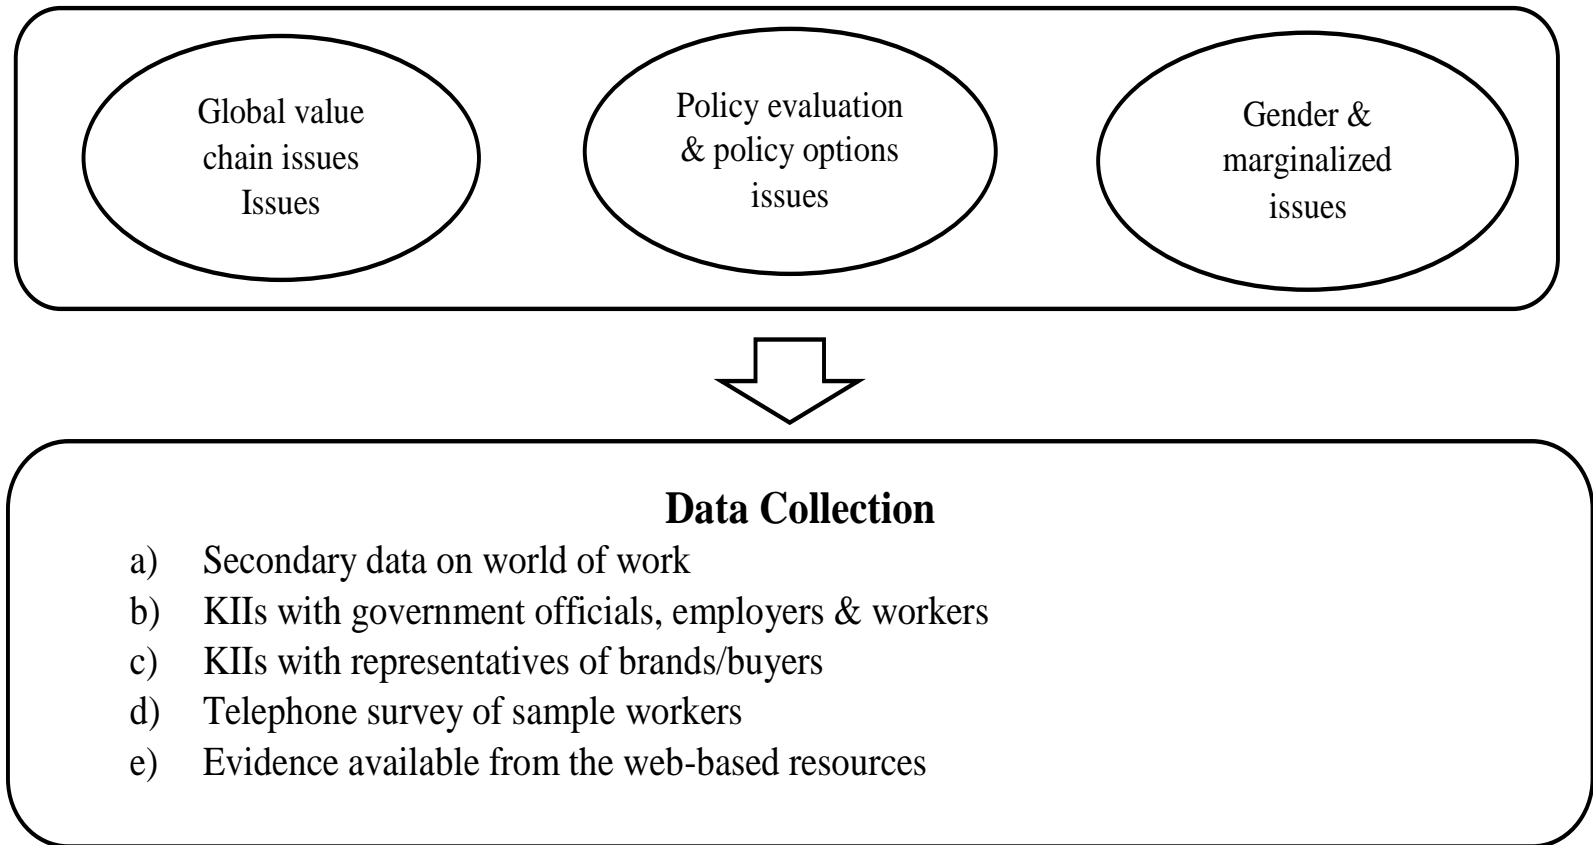 Global value
chain issues
Issues
Policy evaluation
& policy options
issues
Gender &
marginalized
issues
Data Collection
a) Secondary data on world of work
b) KIIs with government officials, employers & workers
c) KIIs with representatives of brands/buyers
d) Telephone survey of sample workers
e) Evidence available from the web-based resources